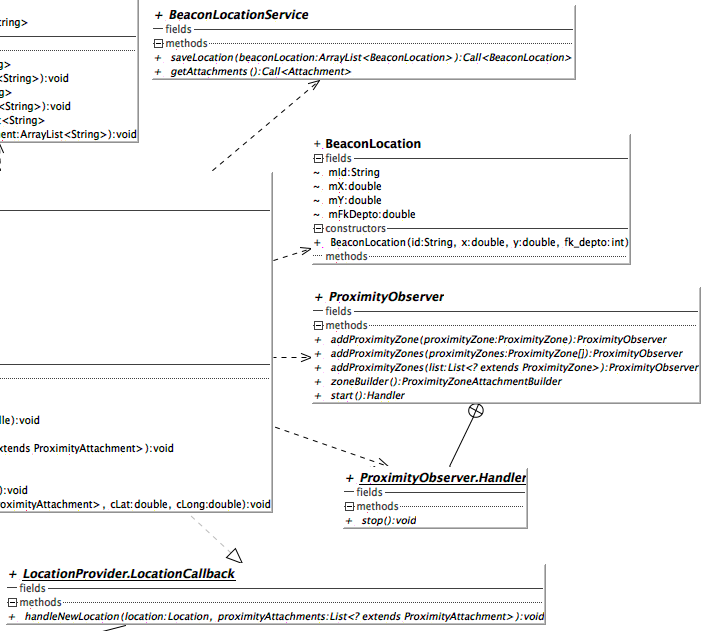 tring>
g>
<String>):void
g>
<String>):void
t<String>
ent:ArrayList<String>):void
+ BeaconLocationService
fields
methods
+ saveLocation(beaconLocation:ArrayList<BeaconLocation>):Call<BeaconLocation>
+ getAttachments():Call<Attachment>
+ BeaconLocation
fields
~ mId:String
~ mX:double
~ mY:double
~ mFkDepto:double
constructors
+ BeaconLocation(id:String, x:double, y:double, fk_depto:int)
methods
+ ProximityObserver
fields
methods
+ addProximityZone(proximityZone:ProximityZone):ProximityObserver
+ addProximityZones(proximityZones:ProximityZone[]):ProximityObserver
+ addProximityZones(list:List<? extends ProximityZone>):ProximityObserver
+ zoneBuilder():ProximityZoneAttachmentBuilder
+ start():Handler
lle):void
xtends ProximityAttachment>):void
):void
oximityAttachment>, cLat:double, cLong:double):void
+ ProximityObserver.Handler
fields
methods
+ stop():void
+ LocationProvider.LocationCallback
fields
methods
+ handleNewLocation(location:Location, proximityAttachments:List<? extends ProximityAttachment>):void